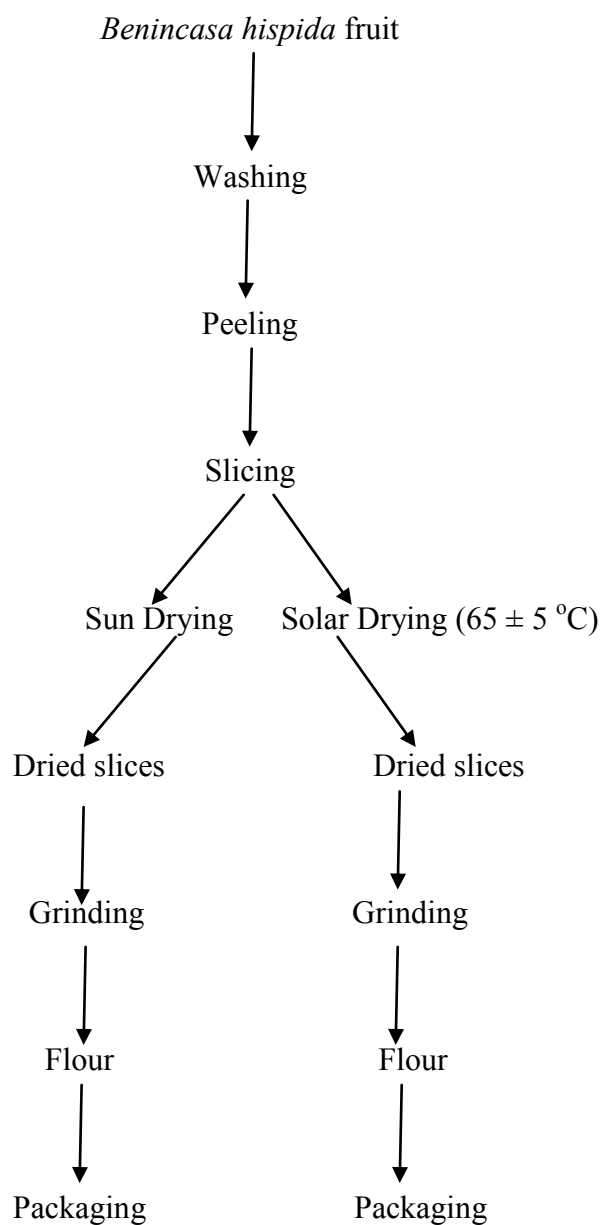 Benincasa hispida fruit
Washing
Peeling
Slicing
Sun Drying
Solar Drying (65 ± 5 °C)
Dried slices
Dried slices
Grinding
Grinding
Flour
Flour
Packaging
Packaging